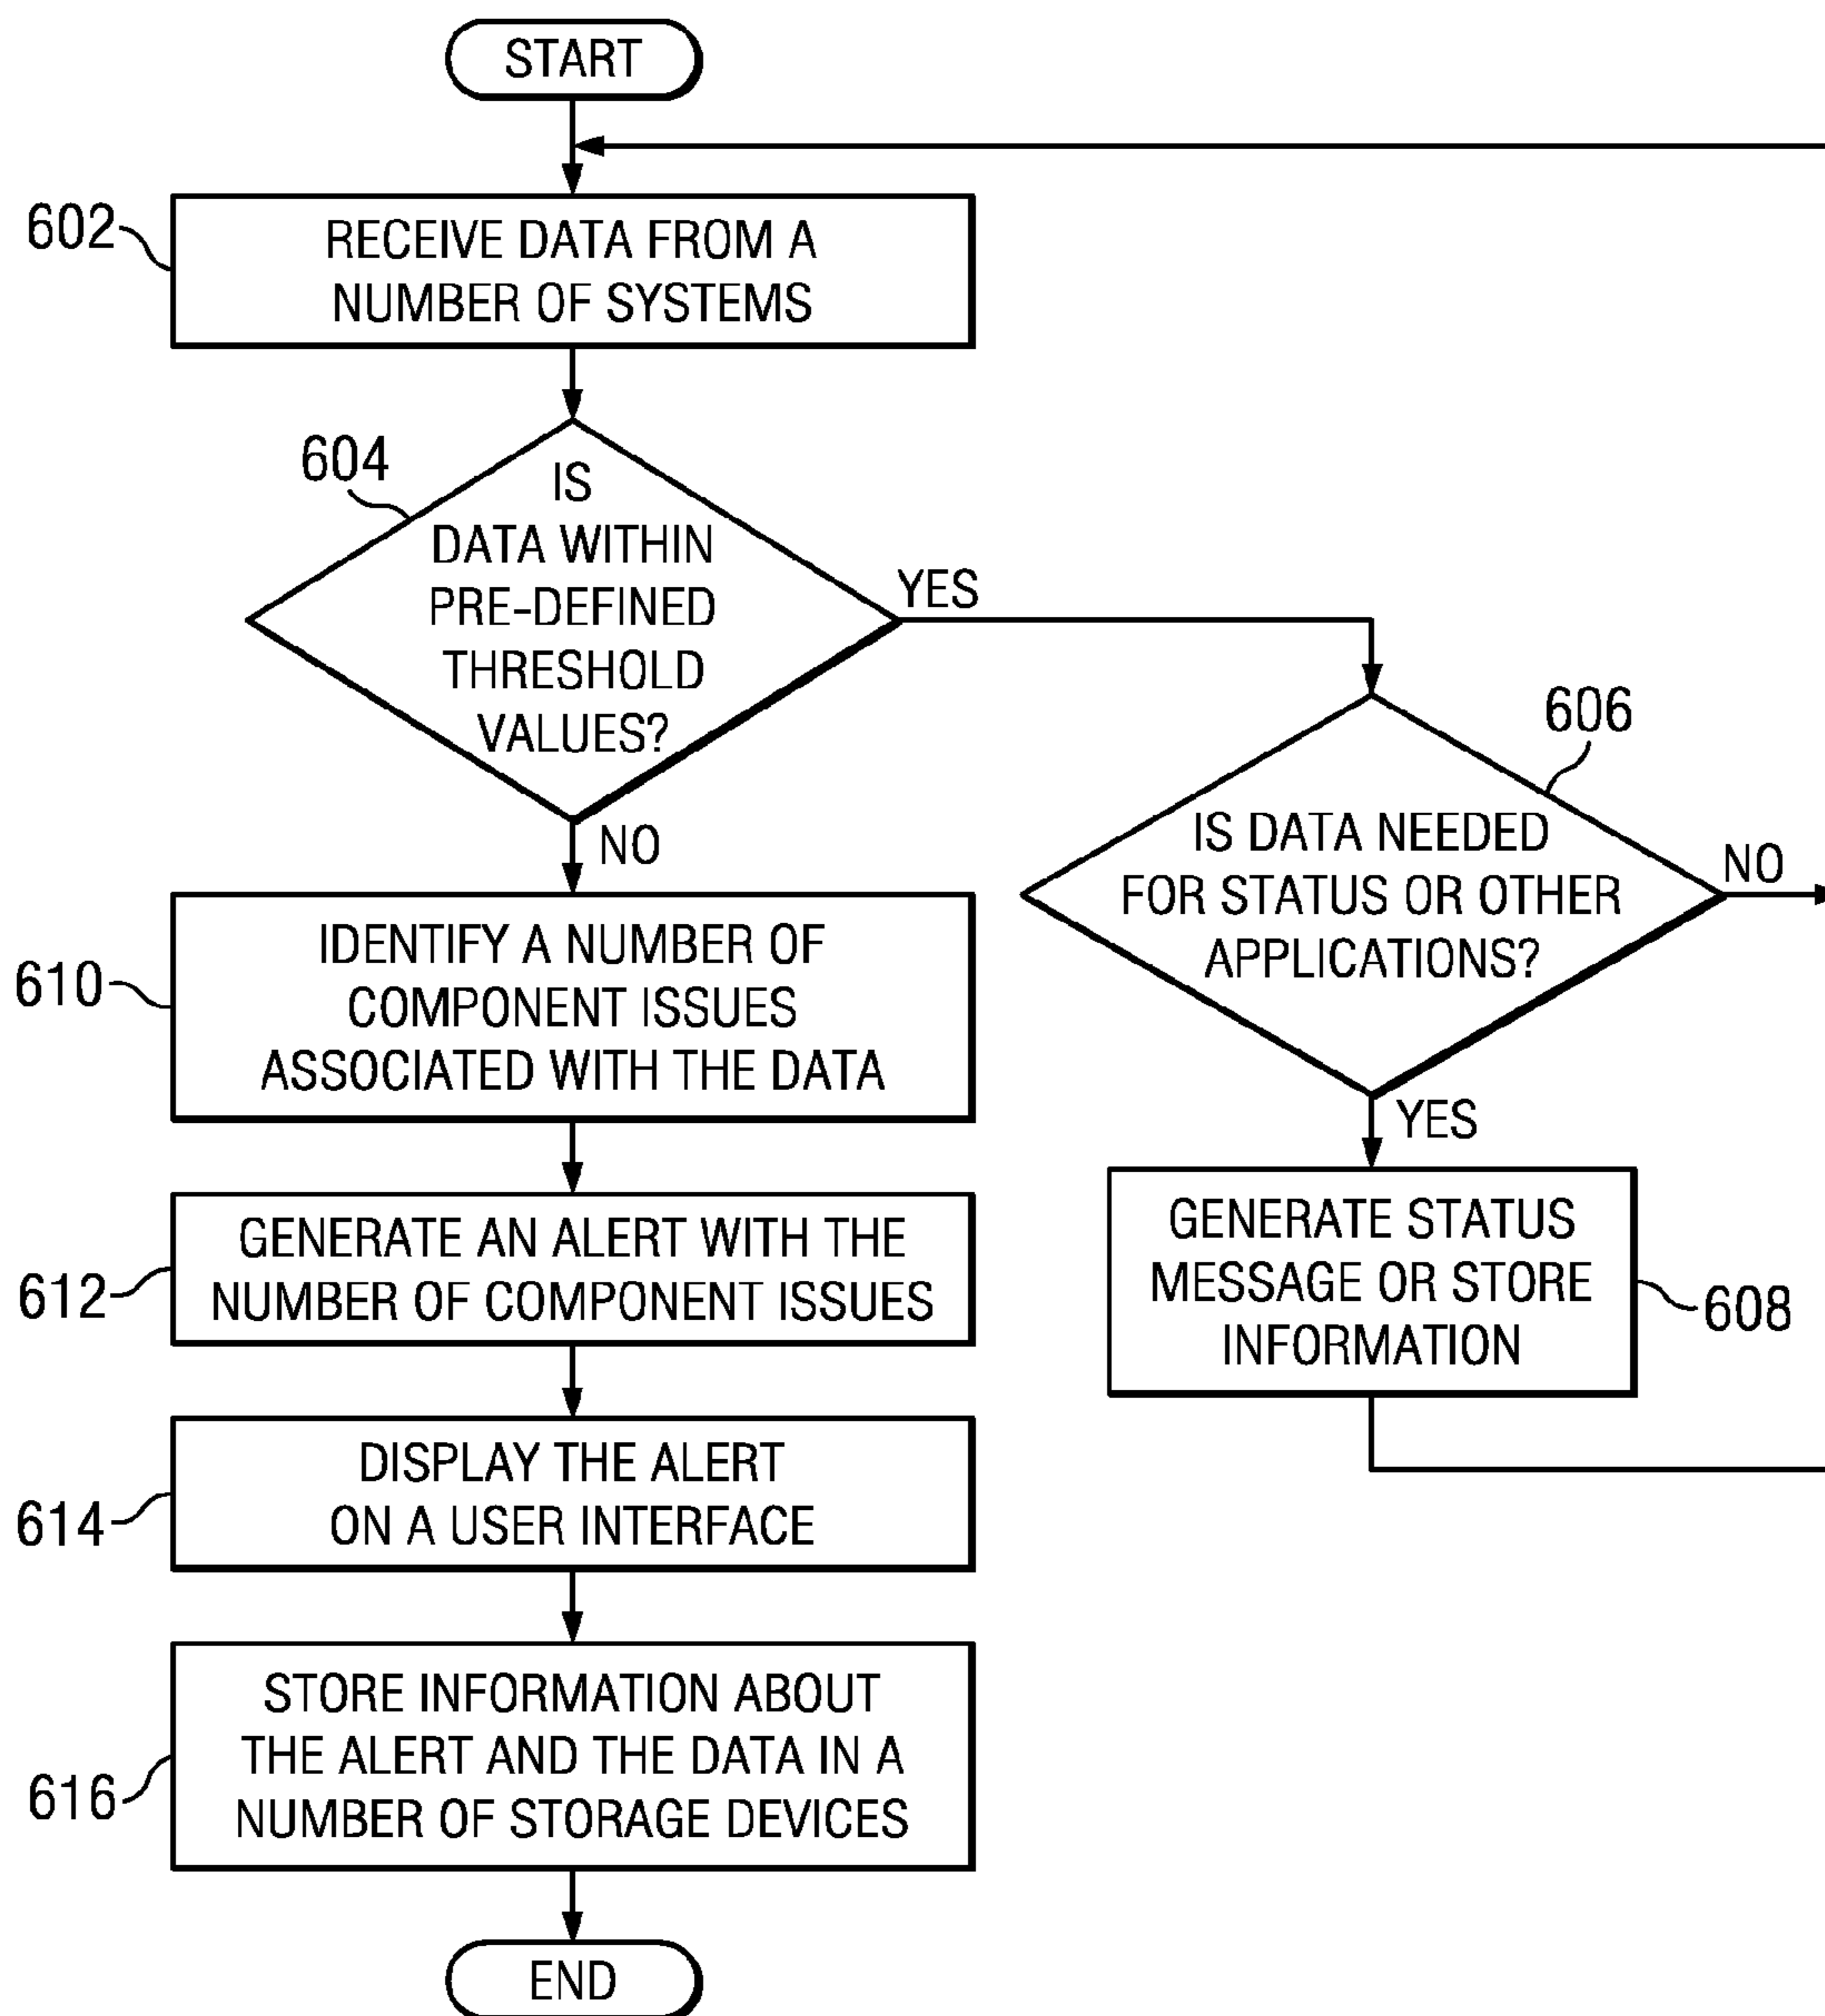 START
602
RECEIVE DATA FROM A
NUMBER OF SYSTEMS
604
IS
DATA WITHIN
PRE-DEFINED
THRESHOLD
VALUES?
YES
NO
606
IS DATA NEEDED
FOR STATUS OR OTHER
APPLICATIONS?
NO
YES
610
IDENTIFY A NUMBER OF
COMPONENT ISSUES
ASSOCIATED WITH THE DATA
GENERATE STATUS
MESSAGE OR STORE
INFORMATION
608
612
GENERATE AN ALERT WITH THE
NUMBER OF COMPONENT ISSUES
614
DISPLAY THE ALERT
ON A USER INTERFACE
616
STORE INFORMATION ABOUT
THE ALERT AND THE DATA IN A
NUMBER OF STORAGE DEVICES
END